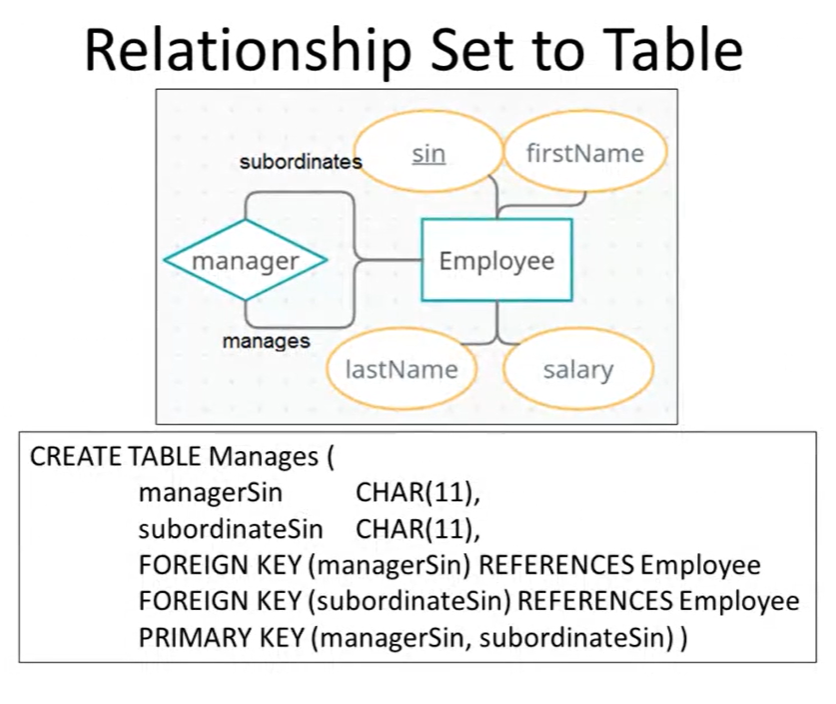 Relationship Set to Table
subordinates
sin
firstName
manager
Employee
manages
lastName
salary
CREATE TABLE Manages (
managerSin CHAR(11),
subordinateSin CHAR(11),
FOREIGN KEY (managerSin) REFERENCES Employee
FOREIGN KEY (subordinateSin) REFERENCES Employee
PRIMARY KEY (managerSin, subordinateSin) )